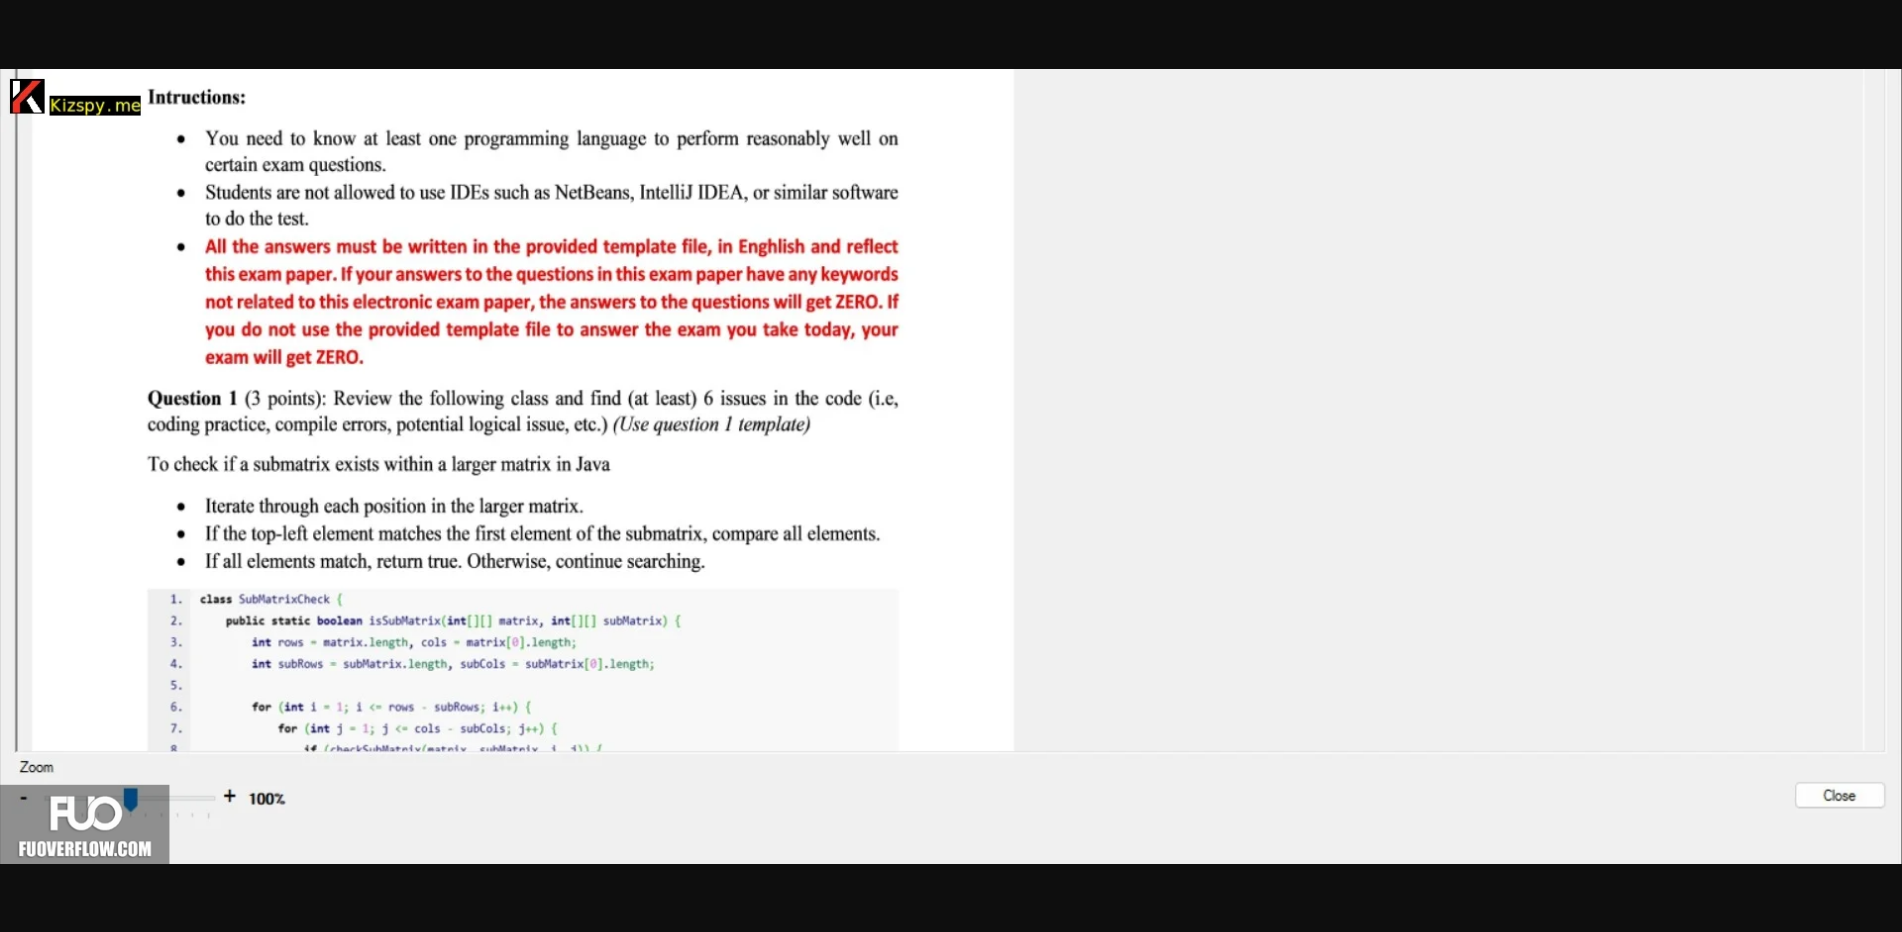 Kizspy.me
Intructions:
• You need to know at least one programming language to perform reasonably well on
certain exam questions.
• Students are not allowed to use IDEs such as NetBeans, IntelliJ IDEA, or similar software
to do the test.
• All the answers must be written in the provided template file, in Enghlish and reflect
this exam paper. If your answers to the questions in this exam paper have any keywords
not related to this electronic exam paper, the answers to the questions will get ZERO. If
you do not use the provided template file to answer the exam you take today, your
exam will get ZERO.
Question 1 (3 points): Review the following class and find (at least) 6 issues in the code (i.e,
coding practice, compile errors, potential logical issue, etc.) (Use question 1 template)
To check if a submatrix exists within a larger matrix in Java
• Iterate through each position in the larger matrix.
• If the top-left element matches the first element of the submatrix, compare all elements.
• If all elements match, return true. Otherwise, continue searching.
1. class SubMatrixCheck {
2. public static boolean isSubMatrix(int[][] matrix, int[][] subMatrix) {
3. int rows = matrix.length, cols = matrix[0].length;
4. int subRows = subMatrix.length, subCols = subMatrix[0].length;
5.
6. for (int i = 1; i <= rows - subRows; i++) {
7. for (int j = 1; j <= cols - subCols; j++) {
8 if (checkSubMatrix(matrix, subMatrix, i, j)) {
Zoom
- + 100%
Close
FUO
FUOVERFLOW.COM